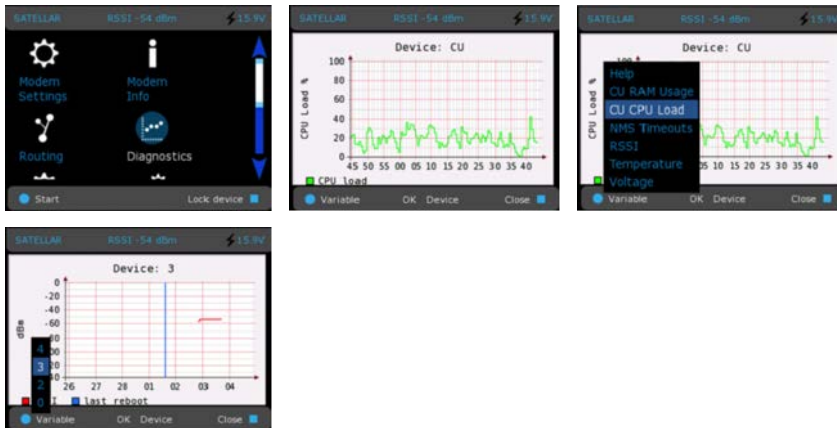 SATELLAR RSSI -54 dBm 15.9V
Modem Settings
Modem Info
Routing
Diagnostics
Start Lock device
SATELLAR RSSI -54 dBm 15.9V
Device: CU
CPU Load %
100
80
60
40
20
0
45 50 55 00 05 10 15 20 25 30 35 40
CPU load
Variable OK Device Close
SATELLAR RSSI -54 dBm 15.9V
Device: CU
CPU Load %
100
Help
CU RAM Usage
CU CPU Load
NMS Timeouts
RSSI
Temperature
Voltage
05 10 15 20 25 30 35 40
Variable OK Device Close
SATELLAR RSSI -54 dBm 15.9V
Device: 3
dBm
0
-20
-40
-60
4
3
2
0
26 27 28 01 02 03 04
last reboot
Variable OK Device Close